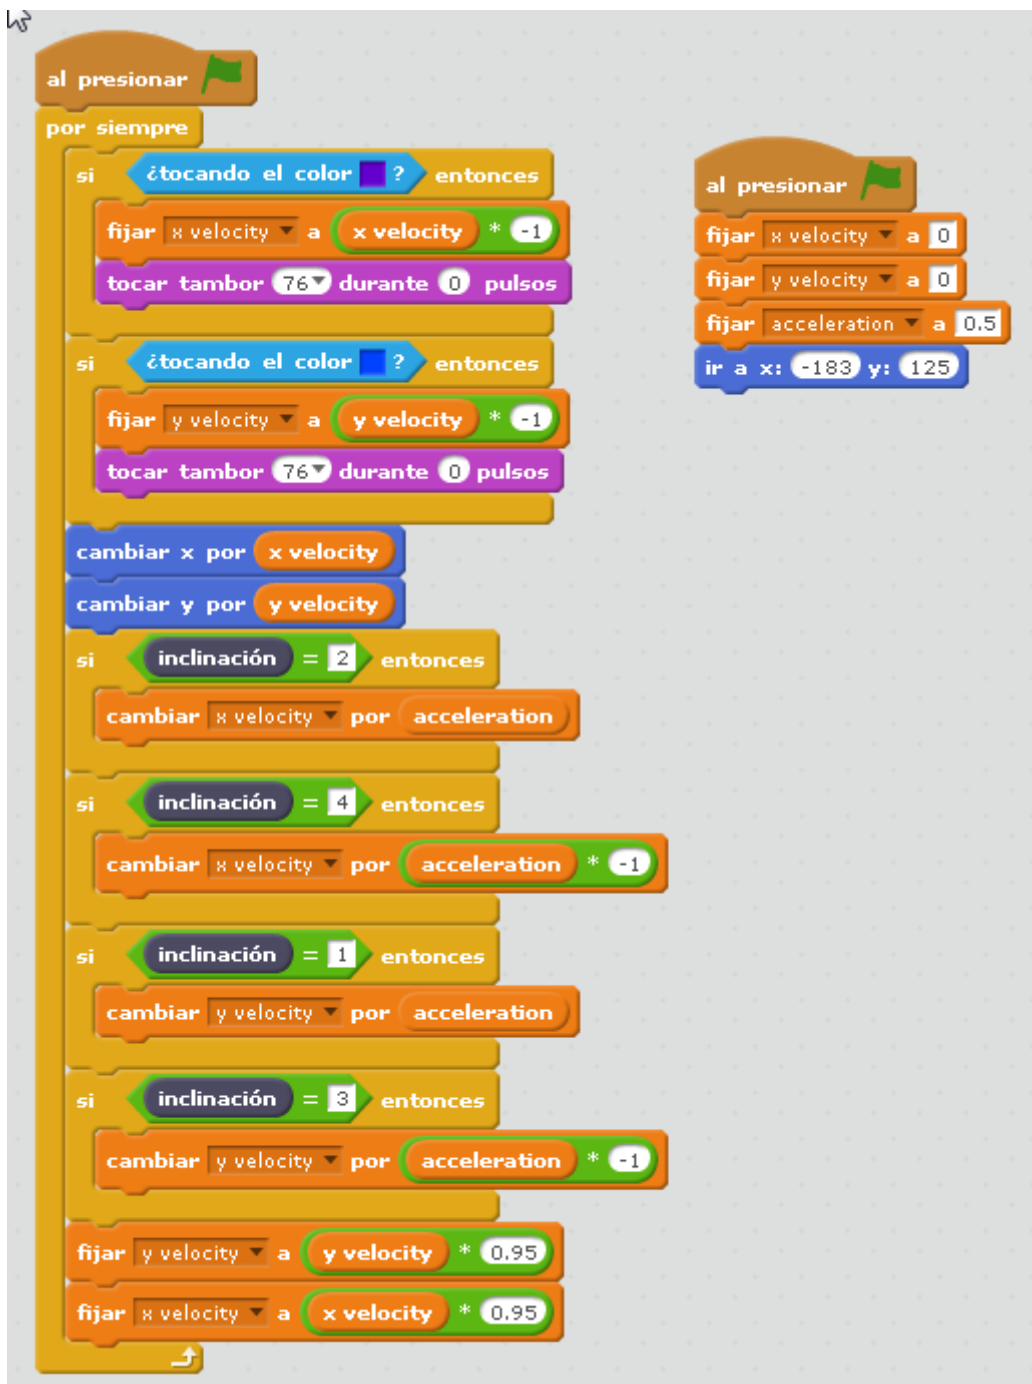 al presionar
por siempre
si ¿tocando el color ? entonces
fijar x velocity a x velocity * -1
tocar tambor 76 durante 0 pulsos
si ¿tocando el color ? entonces
fijar y velocity a y velocity * -1
tocar tambor 76 durante 0 pulsos
cambiar x por x velocity
cambiar y por y velocity
si inclinación = 2 entonces
cambiar x velocity por acceleration
si inclinación = 4 entonces
cambiar x velocity por acceleration * -1
si inclinación = 1 entonces
cambiar y velocity por acceleration
si inclinación = 3 entonces
cambiar y velocity por acceleration * -1
fijar y velocity a y velocity * 0.95
fijar x velocity a x velocity * 0.95
al presionar
fijar x velocity a 0
fijar y velocity a 0
fijar acceleration a 0.5
ir a x: -183 y: 125